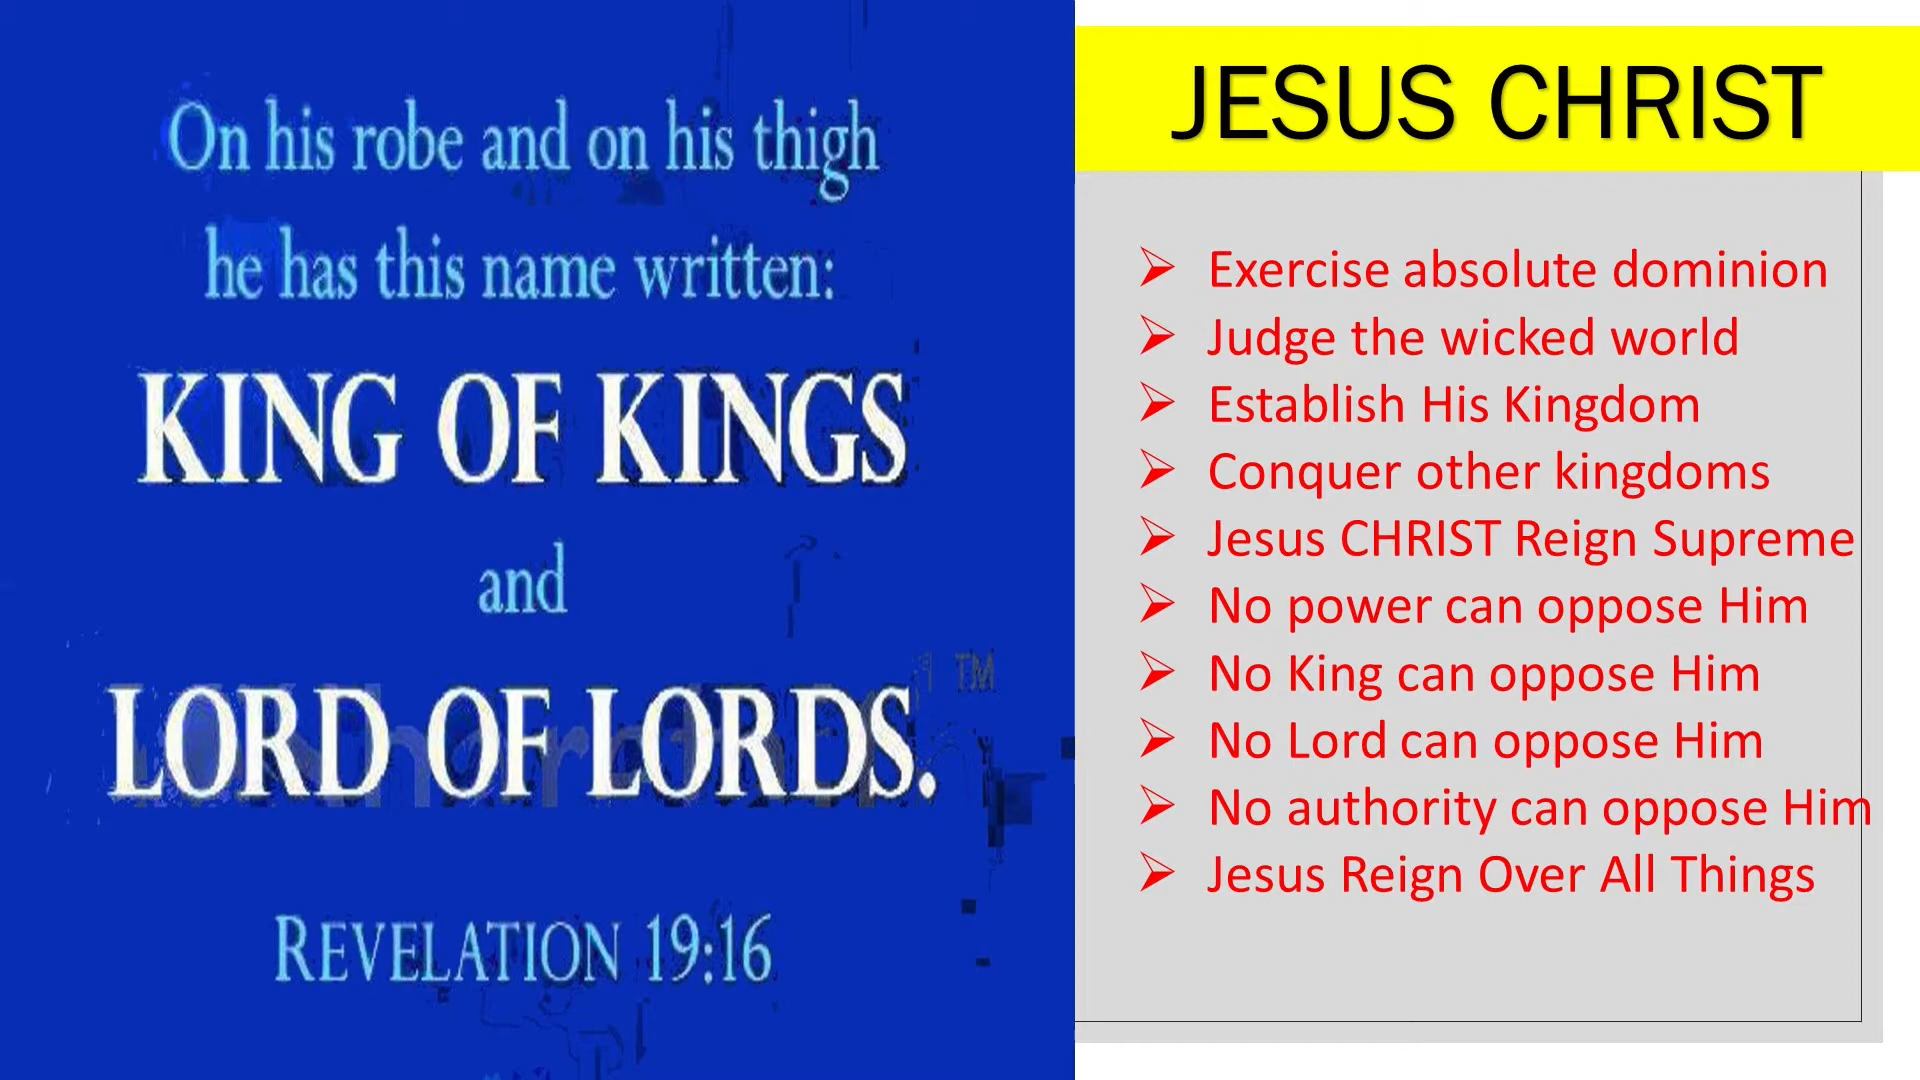 On his robe and on his thigh
he has this name written:
KING OF KINGS
and
LORD OF LORDS.
TM
REVELATION 19:16
JESUS CHRIST
Exercise absolute dominion
Judge the wicked world
Establish His Kingdom
Conquer other kingdoms
Jesus CHRIST Reign Supreme
No power can oppose Him
No King can oppose Him
No Lord can oppose Him
No authority can oppose Him
Jesus Reign Over All Things